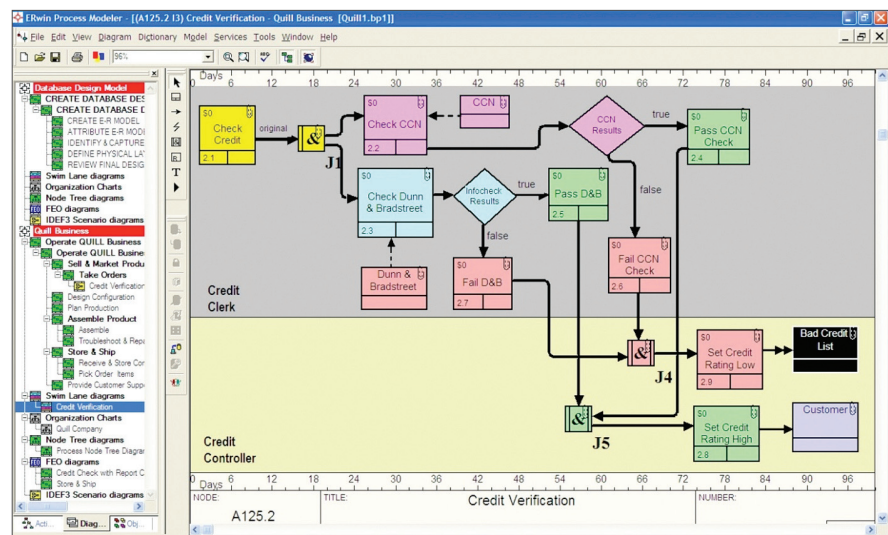 ERwin Process Modeler - [(A125.2 I3) Credit Verification - Quill Business [Quill1.bp1]]
File Edit View Diagram Dictionary Model Services Tools Window Help
96%
Database Design Model
CREATE DATABASE DES
CREATE DATABASE D
CREATE E-R MODEL
ATTRIBUTE E-R MODI
IDENTIFY & CAPTURE
DEFINE PHYSICAL LA
REVIEW FINAL DESIG
Swim Lane diagrams
Organization Charts
Node Tree diagrams
FEO diagrams
IDEF3 Scenario diagrams
Quill Business
Operate QUILL Business
Operate QUILL Busines
Sell & Market Produ
Take Orders
Credit Verification
Design Configuration
Plan Production
Assemble Product
Assemble
Troubleshoot & Repa
Store & Ship
Receive & Store Cor
Pick Order Items
Provide Customer Supp
Swim Lane diagrams
Credit Verification
Organization Charts
Quill Company
Node Tree diagrams
Process Node Tree Diagrar
FEO diagrams
Credit Check with Report C
Store & Ship
IDEF3 Scenario diagrams
Acti...
Diag...
Obj...
Days
0 6 12 18 24 30 36 42 48 54 60 66 72 78 84 90 96
$0
Check
Credit
2.1
original
&
J1
$0
Check CCN
2.2
CCN
CCN
Results
true
false
$0
Pass CCN
Check
2.4
$0
Check Dunn
& Bradstreet
2.3
Infocheck
Results
true
false
$0
Pass D&B
2.5
Dunn &
Bradstreet
$0
Fail D&B
2.7
$0
Fail CCN
Check
2.6
Credit
Clerk
&
J4
$0
Set Credit
Rating Low
2.9
Bad Credit
List
&
J5
$0
Set Credit
Rating High
2.8
Customer
Credit
Controller
Days
0 6 12 18 24 30 36 42 48 54 60 66 72 78 84 90 96
NODE:
A125.2
TITLE:
Credit Verification
NUMBER: